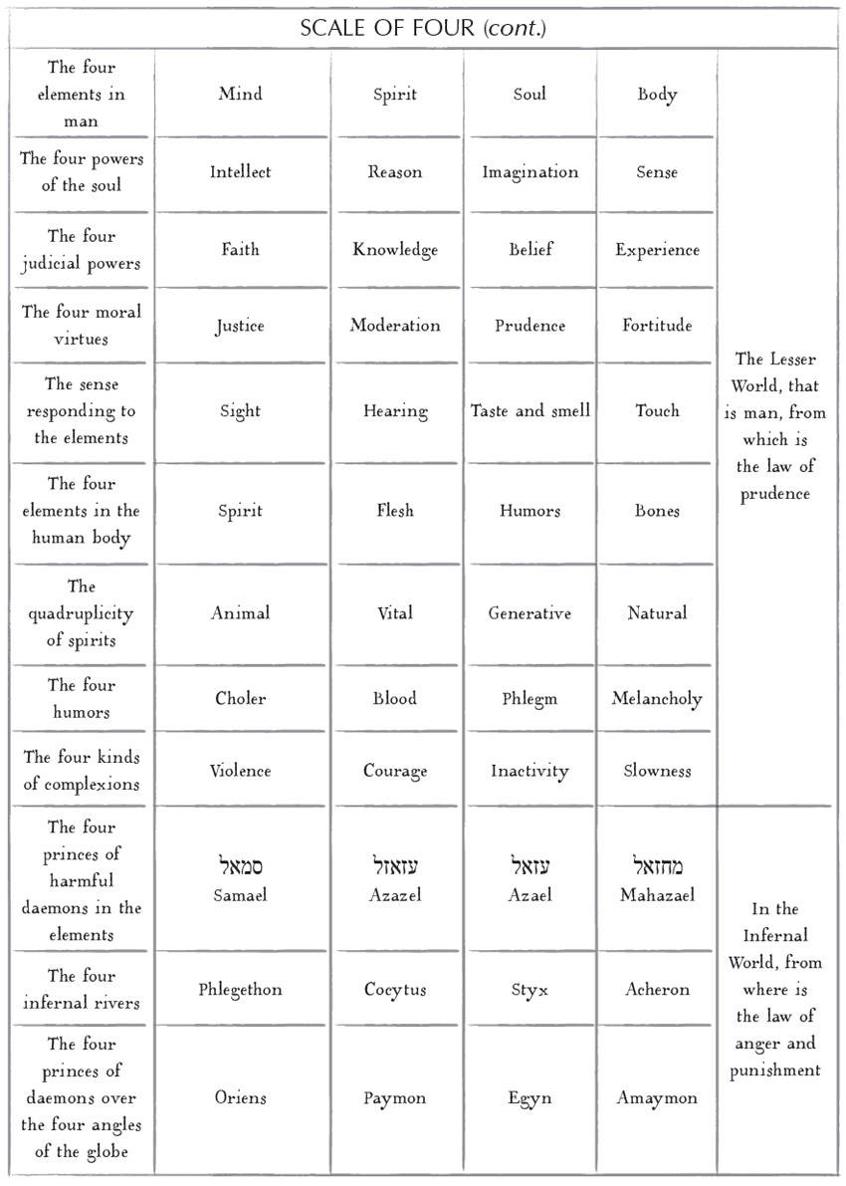 SCALE OF FOUR (cont.)
The four
elements in
man
Mind
Spirit
Soul
Body
The four powers
of the soul
Intellect
Reason
Imagination
Sense
The four
judicial powers
Faith
Knowledge
Belief
Experience
The four moral
virtues
Justice
Moderation
Prudence
Fortitude
The sense
responding to
the elements
Sight
Hearing
Taste and smell
Touch
The four
elements in the
human body
Spirit
Flesh
Humors
Bones
The
quadruplicity
of spirits
Animal
Vital
Generative
Natural
The four
humors
Choler
Blood
Phlegm
Melancholy
The four kinds
of complexions
Violence
Courage
Inactivity
Slowness
The Lesser
World, that
is man, from
which is
the law of
prudence
The four
princes of
harmful
daemons in the
elements
סמאל
Samael
עזאזל
Azazel
עזאל
Azael
מחזאל
Mahazael
The four
infernal rivers
Phlegethon
Cocytus
Styx
Acheron
The four
princes of
daemons over
the four angles
of the globe
Oriens
Paymon
Egyn
Amaymon
In the
Infernal
World, from
where is
the law of
anger and
punishment